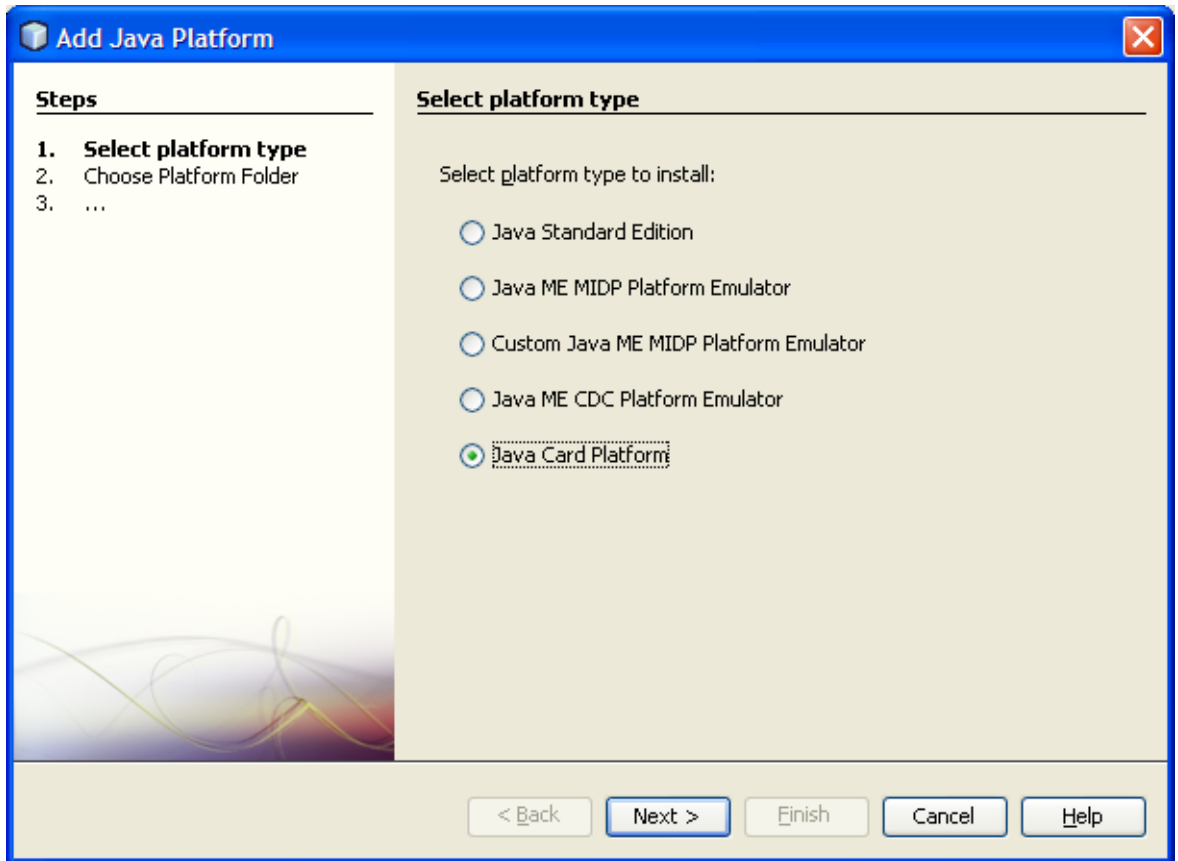 Add Java Platform
Steps
1. Select platform type
2. Choose Platform Folder
3. ...
Select platform type
Select platform type to install:
Java Standard Edition
Java ME MIDP Platform Emulator
Custom Java ME MIDP Platform Emulator
Java ME CDC Platform Emulator
Java Card Platform
< Back Next > Finish Cancel Help